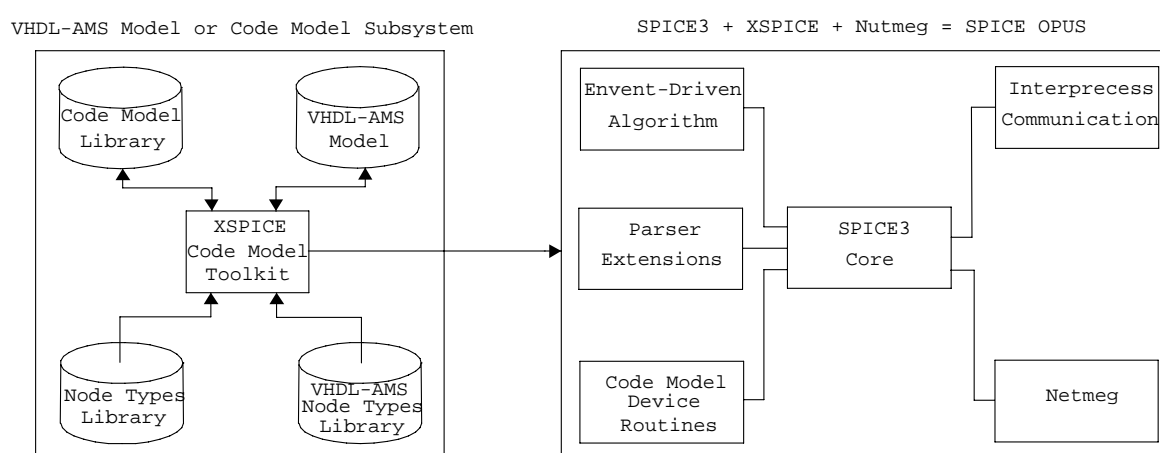 VHDL-AMS Model or Code Model Subsystem
SPICE3 + XSPICE + Nutmeg = SPICE OPUS
Code Model
Library
VHDL-AMS
Model
XSPICE
Code Model
Toolkit
Node Types
Library
VHDL-AMS
Node Types
Library
Envent-Driven
Algorithm
Parser
Extensions
Code Model
Device
Routines
SPICE3
Core
Interprecess
Communication
Netmeg